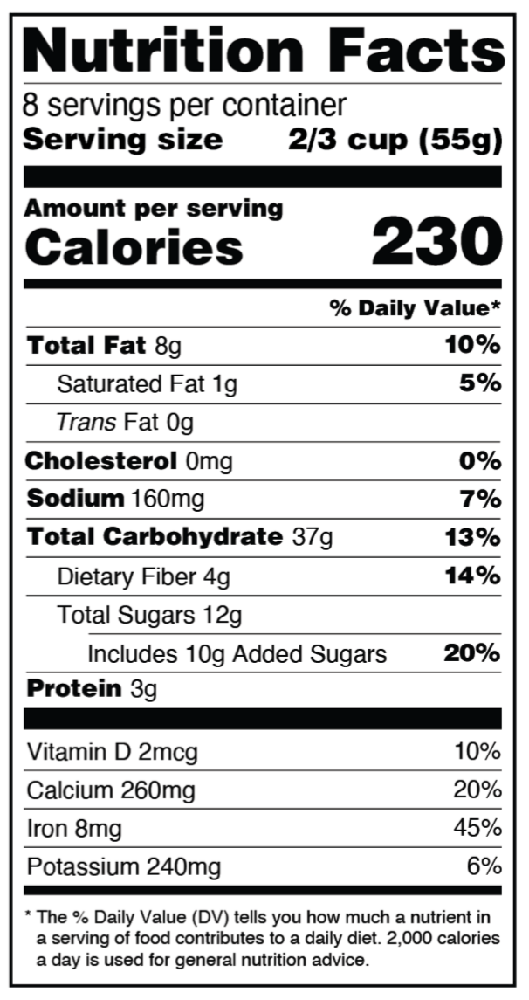 Nutrition Facts
8 servings per container
Serving size 2/3 cup (55g)
Amount per serving
Calories 230
% Daily Value*
Total Fat 8g 10%
Saturated Fat 1g 5%
Trans Fat 0g
Cholesterol 0mg 0%
Sodium 160mg 7%
Total Carbohydrate 37g 13%
Dietary Fiber 4g 14%
Total Sugars 12g
Includes 10g Added Sugars 20%
Protein 3g
Vitamin D 2mcg 10%
Calcium 260mg 20%
Iron 8mg 45%
Potassium 240mg 6%
* The % Daily Value (DV) tells you how much a nutrient in
a serving of food contributes to a daily diet. 2,000 calories
a day is used for general nutrition advice.